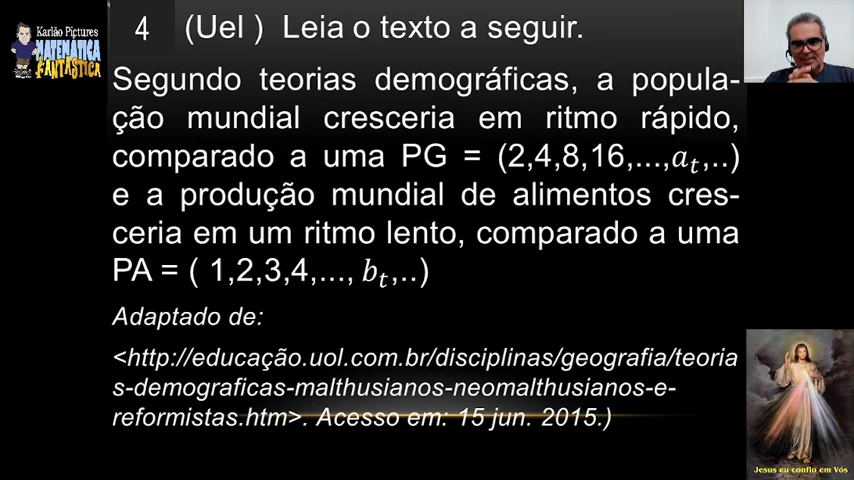 Karlão Pictures
MATEMÁTICA
FANTÁSTICA
4 (Uel ) Leia o texto a seguir.
Segundo teorias demográficas, a popula-
ção mundial cresceria em ritmo rápido,
comparado a uma PG = (2,4,8,16,...,aₜ,..)
e a produção mundial de alimentos cres-
ceria em um ritmo lento, comparado a uma
PA = ( 1,2,3,4,..., bₜ,..)
Adaptado de:
<http://educação.uol.com.br/disciplinas/geografia/teoria
s-demograficas-malthusianos-neomalthusianos-e-
reformistas.htm>. Acesso em: 15 jun. 2015.)
Jesus eu confio em Vós